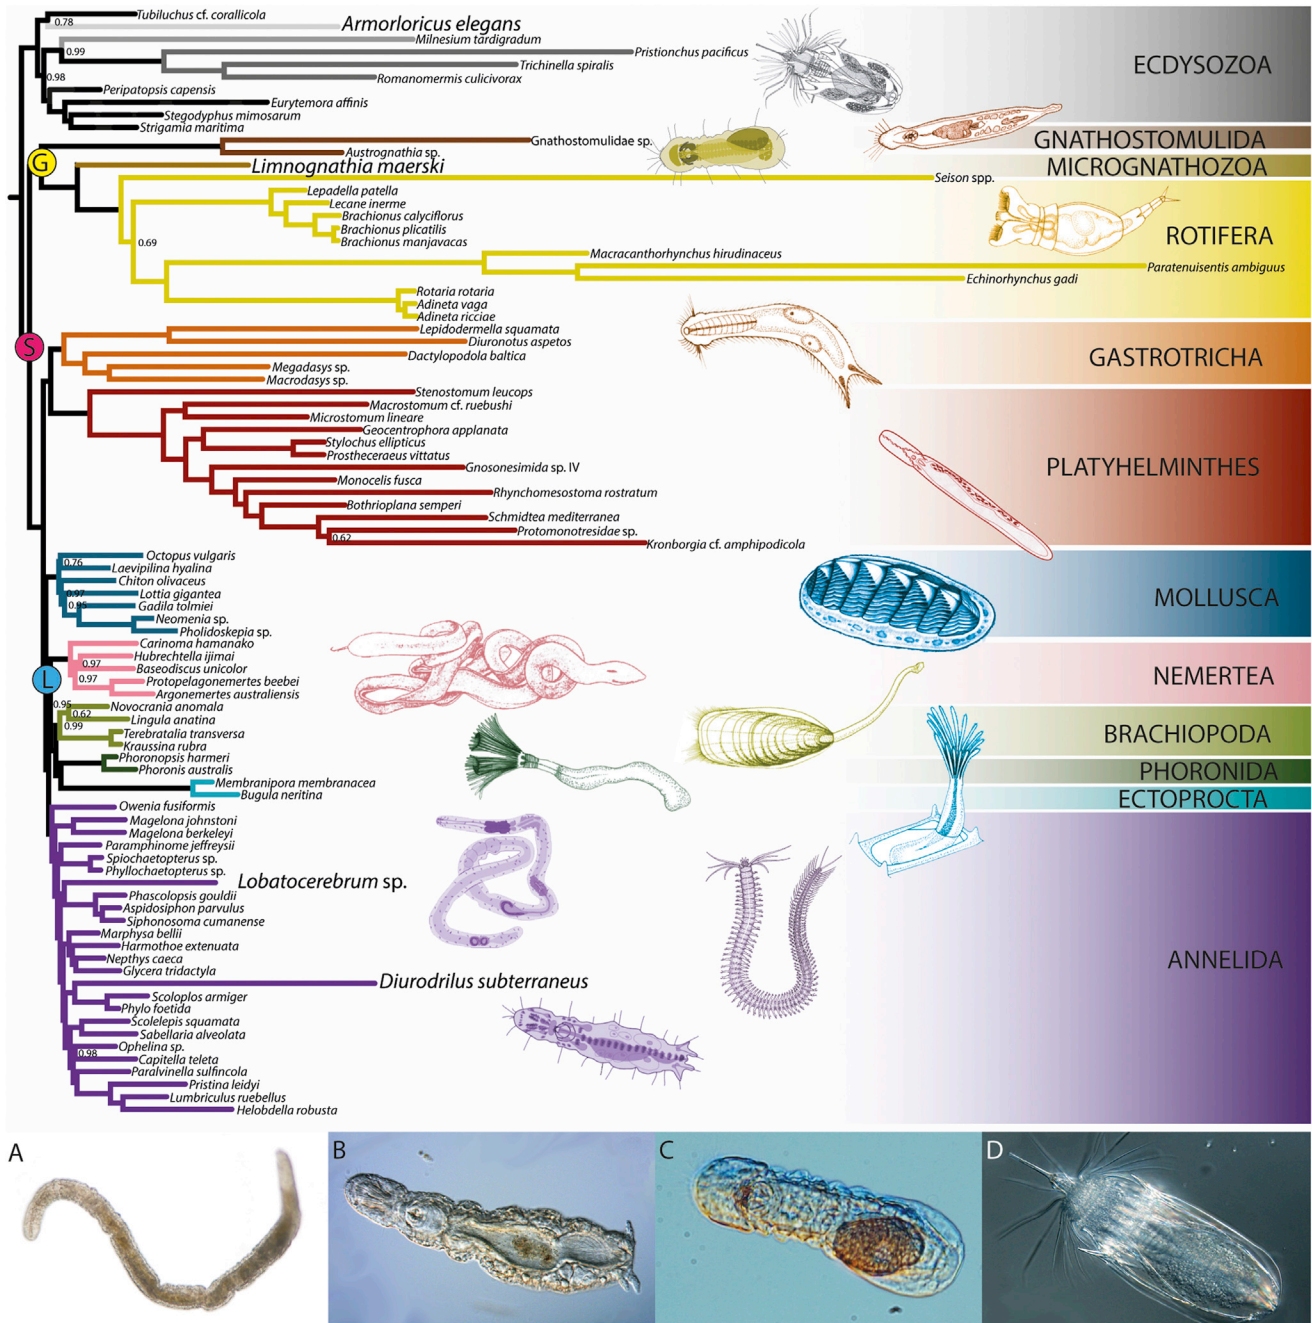 Tubiluchus cf. corallicola
0.78
Armorloricus elegans
Milnesium tardigradum
0.99
Pristionchus pacificus
Trichinella spiralis
ECDYSOZOA
0.98
Romanomermis culicivorax
Peripatopsis capensis
Eurytemora affinis
Stegodyphus mimosarum
Strigamia maritima
Gnathostomulidae sp.
GNATHOSTOMULIDA
Austrognathia sp.
G
Limnognathia maerski
MICROGNATHOZOA
Seison spp.
Lepadella patella
Lecane inerme
Brachionus calyciflorus
Brachionus plicatilis
ROTIFERA
0.69
Brachionus manjavacas
Macracanthorhynchus hirudinaceus
Paratenuisentis ambiguus
Echinorhynchus gadi
Rotaria rotaria
Adineta vaga
Adineta ricciae
Lepidodermella squamata
Diuronotus aspetos
S
Dactylopodola baltica
GASTROTRICHA
Megadasys sp.
Macrodasys sp.
Stenostomum leucops
Macrostomum cf. ruebushi
Microstomum lineare
Geocentrophora applanata
Stylochus ellipticus
Prostheceraeus vittatus
Gnosonesimida sp. IV
PLATYHELMINTHES
Monocelis fusca
Rhynchomesostoma rostratum
Bothrioplana semperi
Schmidtea mediterranea
Protomonotresidae sp.
0.62
Kronborgia cf. amphipodicola
Octopus vulgaris
0.76
Laevipilina hyalina
Chiton olivaceus
0.97
Lottia gigantea
MOLLUSCA
0.95
Gadila tolmiei
Neomenia sp.
Pholidoskepia sp.
Carinoma hamanako
Hubrechtella ijimai
0.97
Baseodiscus unicolor
NEMERTEA
L
0.97
Protopelagonemertes beebei
Argonemertes australiensis
0.95
Novocrania anomala
0.62
Lingula anatina
0.99
Terebratalia transversa
BRACHIOPODA
Kraussina rubra
Phoronopsis harmeri
Phoronis australis
PHORONIDA
Membranipora membranacea
Bugula neritina
ECTOPROCTA
Owenia fusiformis
Magelona johnstoni
Magelona berkeleyi
Paramphinome jeffreysii
Spiochaetopterus sp.
Phyllochaetopterus sp.
Lobatocerebrum sp.
Phascolopsis gouldii
Aspidosiphon parvulus
Siphonosoma cumanense
Marphysa bellii
Harmothoe extenuata
Nepthys caeca
ANNELIDA
Glycera tridactyla
Diurodrilus subterraneus
Scoloplos armiger
Phylo foetida
Scolelepis squamata
Sabellaria alveolata
Ophelina sp.
0.98
Capitella teleta
Paralvinella sulfincola
Pristina leidyi
Lumbriculus ruebellus
Helobdella robusta
A
B
C
D